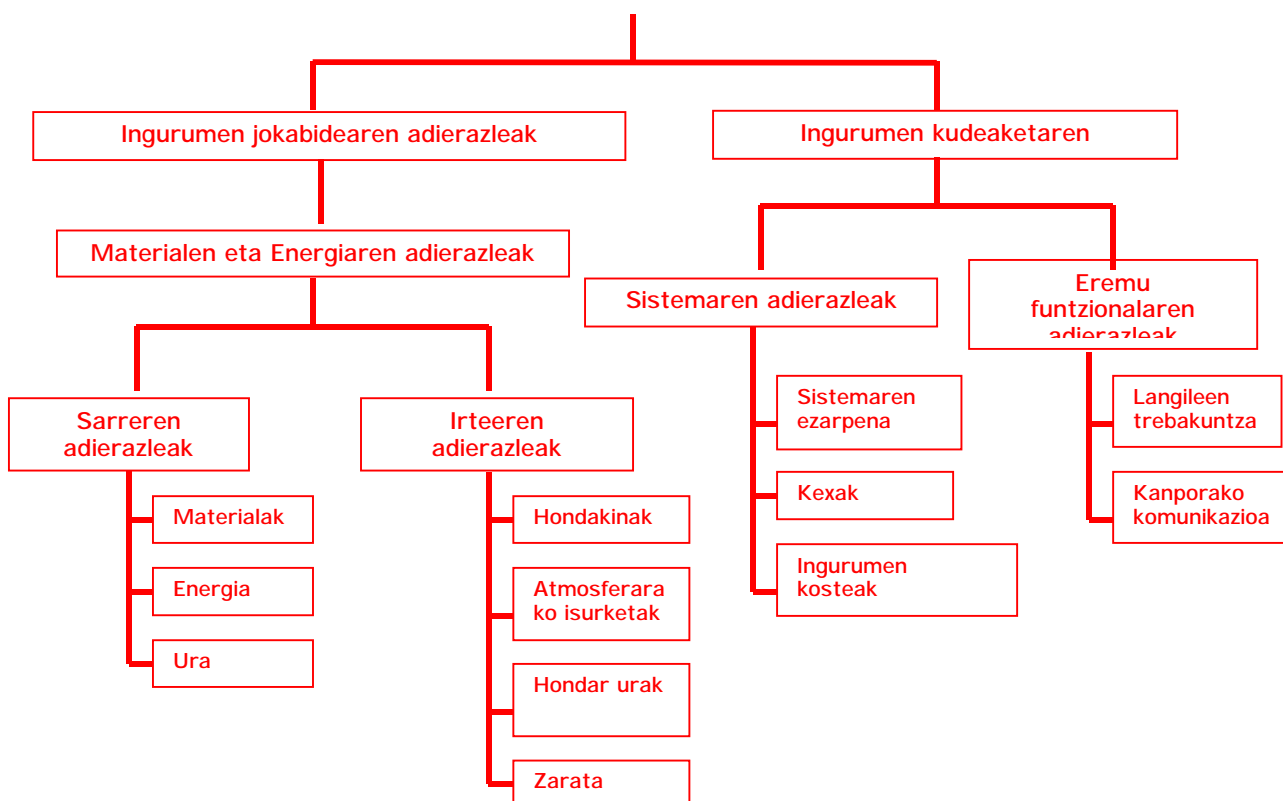 Ingurumen jokabidearen adierazleak
Ingurumen kudeaketaren
Materialen eta Energiaren adierazleak
Sistemaren adierazleak
Eremu
funtzionalaren
adierazleak
Sarreren
adierazleak
Irteeren
adierazleak
Sistemaren
ezarpena
Langileen
trebakuntza
Kexak
Kanporako
komunikazioa
Ingurumen
kosteak
Materialak
Energia
Ura
Hondakinak
Atmosferara
ko isurketak
Hondar urak
Zarata